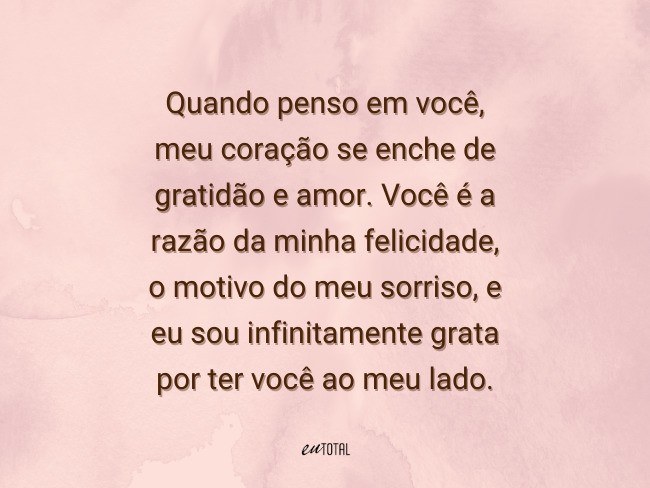 Quando penso em você,
meu coração se enche de
gratidão e amor. Você é a
razão da minha felicidade,
o motivo do meu sorriso, e
eu sou infinitamente grata
por ter você ao meu lado.
euTOTAL